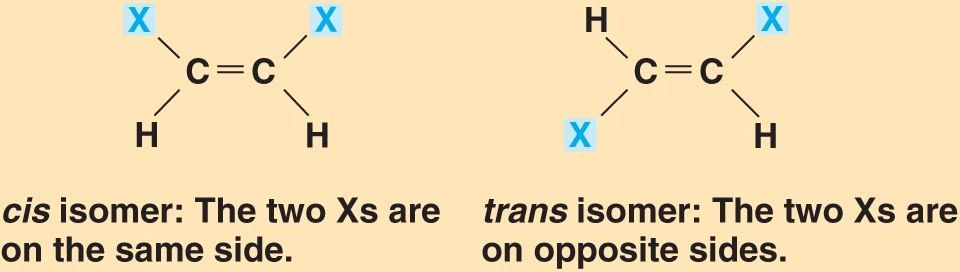 X X H X
C=C C=C
H H X H
cis isomer: The two Xs are
on the same side.
trans isomer: The two Xs are
on opposite sides.